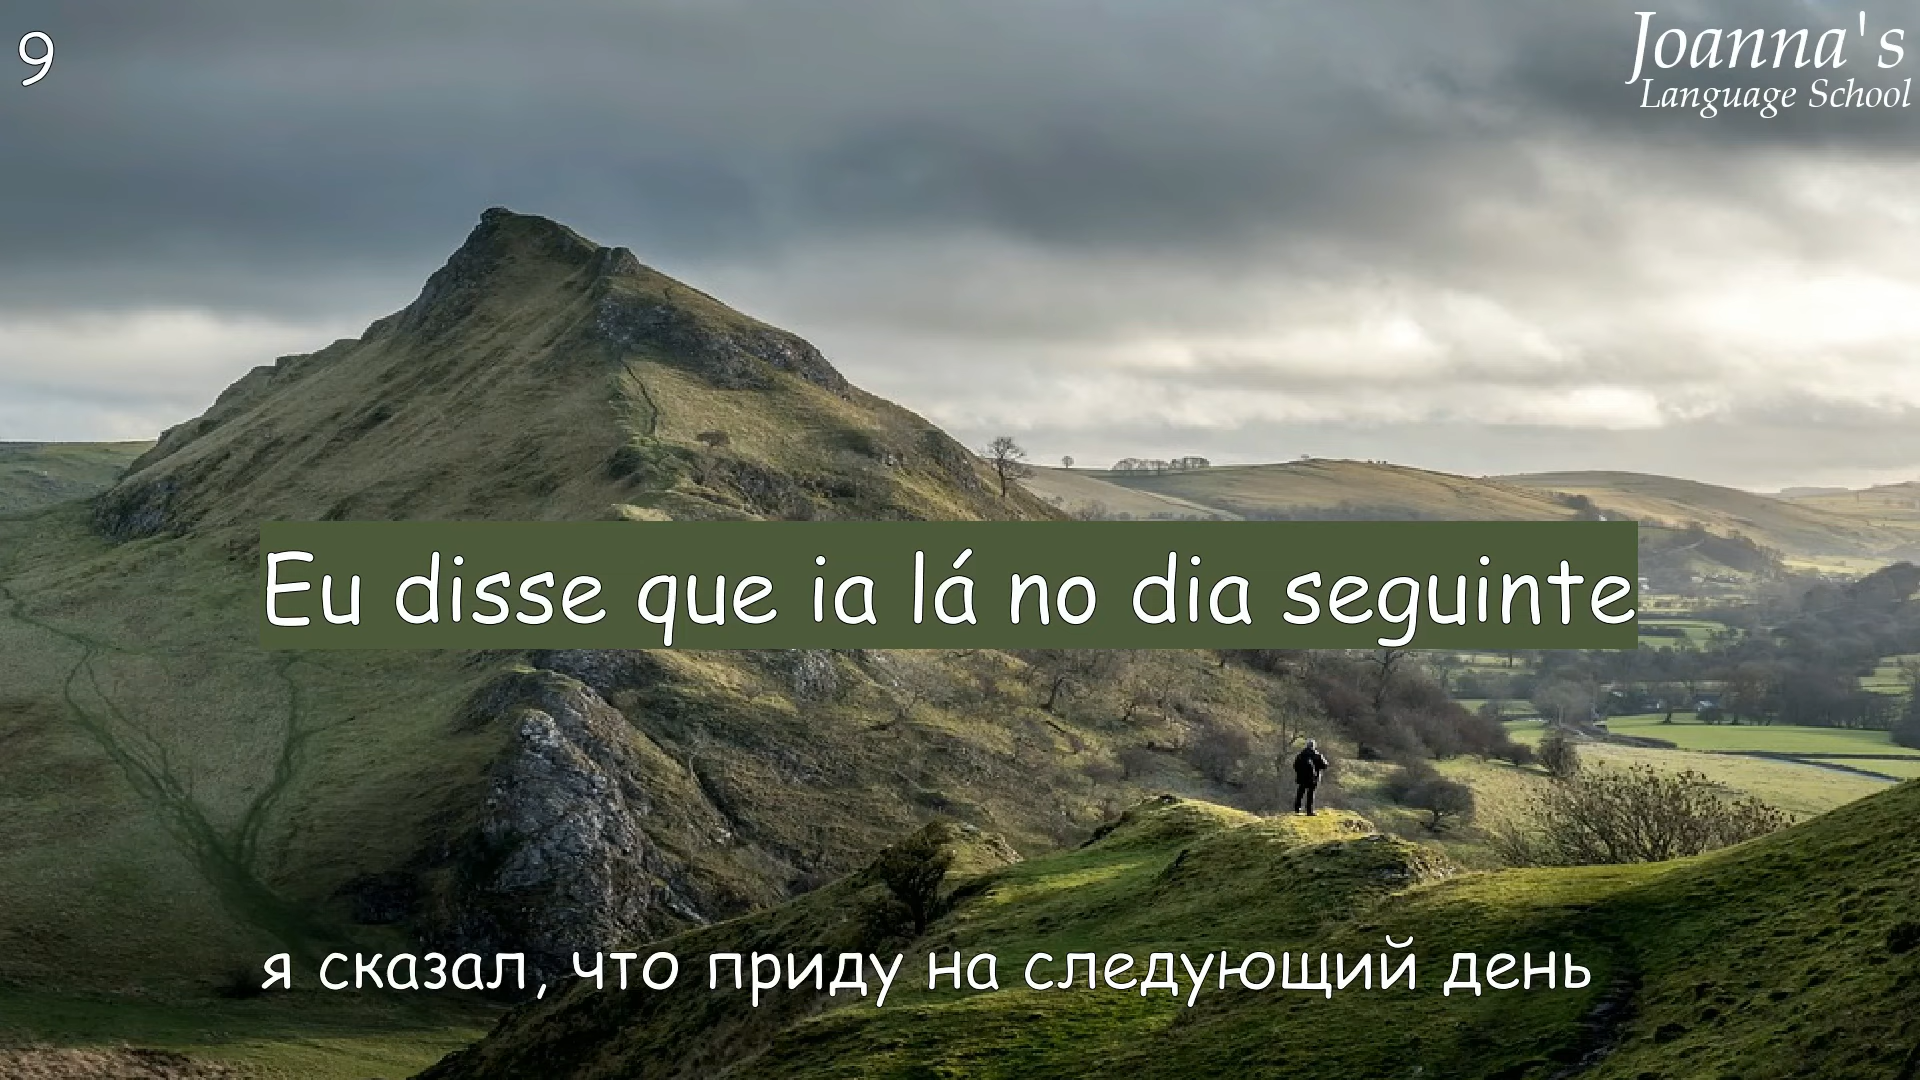 9
Joanna's
Language School
Eu disse que ia lá no dia seguinte
я сказал, что приду на следующий день